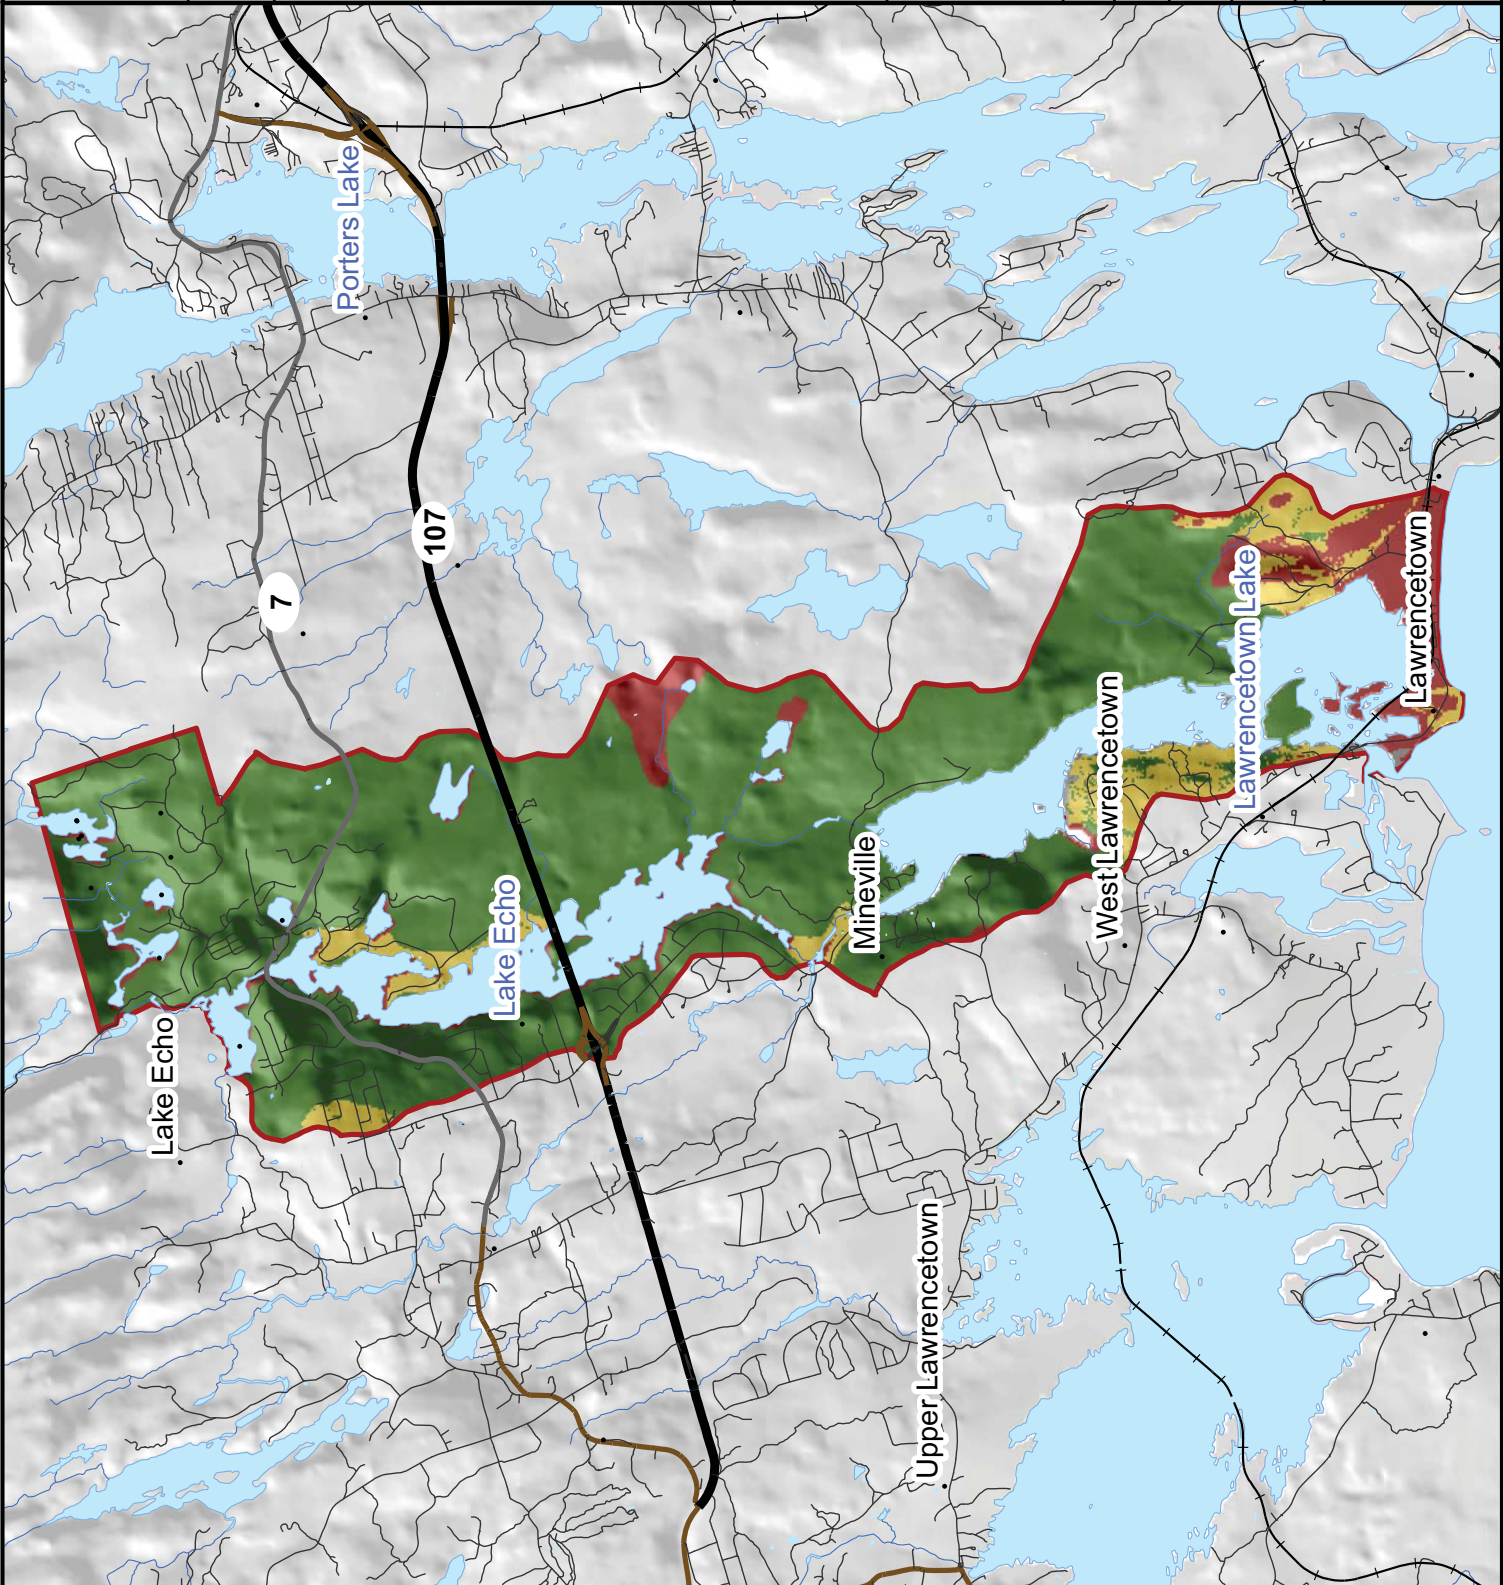 Porters Lake
107
7
Lawrencetown
Lawrencetown Lake
West Lawrencetown
Mineville
Lake Echo
Lake Echo
Upper Lawrencetown